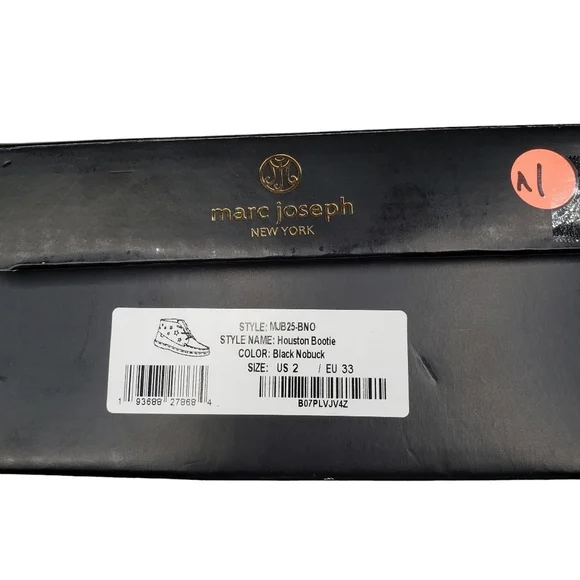 marc joseph
NEW YORK
STYLE: MJB25-BNO
STYLE NAME: Houston Bootie
COLOR: Black Nobuck
SIZE: US 2 / EU 33
1 93688 27868 4
B07PLVJV4Z